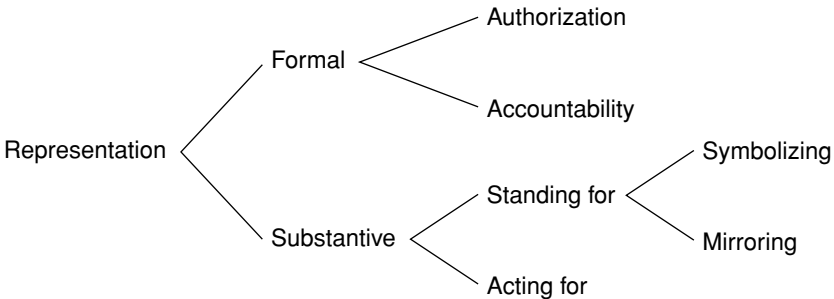 Representation
Formal
Authorization
Accountability
Substantive
Standing for
Symbolizing
Mirroring
Acting for